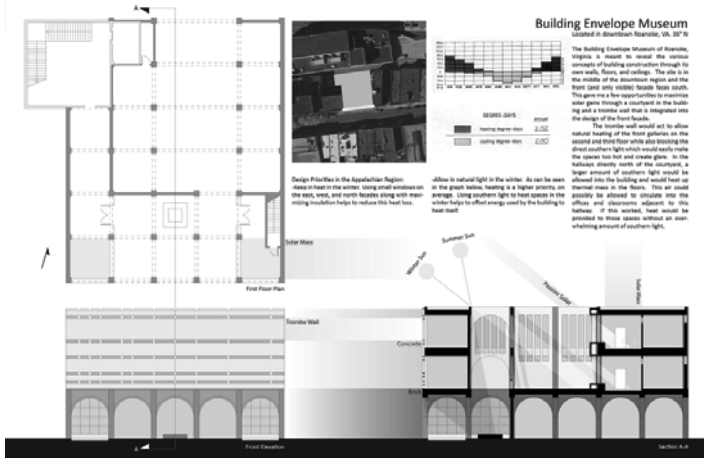 Building Envelope Museum
Located in downtown Roanoke, VA. 36° N
The Building Envelope Museum of Roanoke,
Virginia is meant to reveal the various
concepts of building construction through its
own walls, floors, and ceilings. The site is in
the middle of the downtown region and the
front (and only visible) facade faces south.
This gave me a few opportunities to maximize
solar gains through a courtyard in the build-
ing and a trombe wall that is integrated into
the design of the front facade.
The trombe wall would act to allow
natural heating of the front galleries on the
second and third floor while also blocking the
direct southern light which would easily make
the spaces too hot and create glare. In the
hallways directly north of the courtyard, a
larger amount of southern light would be
allowed into the building and would heat up
thermal mass in the floors. This air could
possibly be allowed to circulate into the
offices and classrooms adjacent to this
hallway. If this worked, heat would be
provided to those spaces without an over-
whelming amount of southern light.
DEGREE-DAYS
heating degree-days
cooling degree-days
Design Priorities in the Appalachian Region:
-Keep in heat in the winter. Using small windows on
the east, west, and north facades along with maxi-
mizing insulation helps to reduce this heat loss.
-Allow in natural light in the winter. As can be seen
in the graph below, heating is a higher priority, on
average. Using southern light to heat spaces in the
winter helps to offset energy used by the building to
heat itself.
A
First Floor Plan
Solar Mass
Winter Sun
Summer Sun
Passive Solar
Solar Mass
Trombe Wall
Concrete
Brick
A
Front Elevation
Section A-A